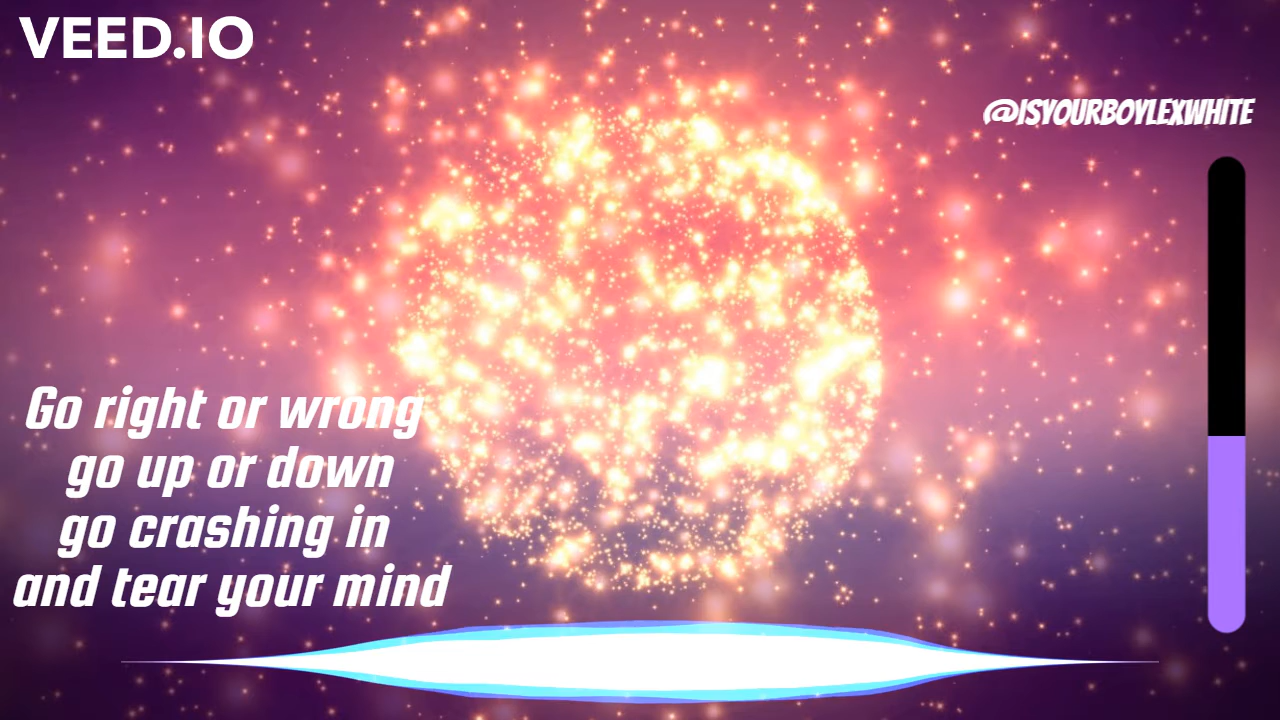 VEED.IO
@ISYOURBOYLEXWHITE
Go right or wrong
go up or down
go crashing in
and tear your mind